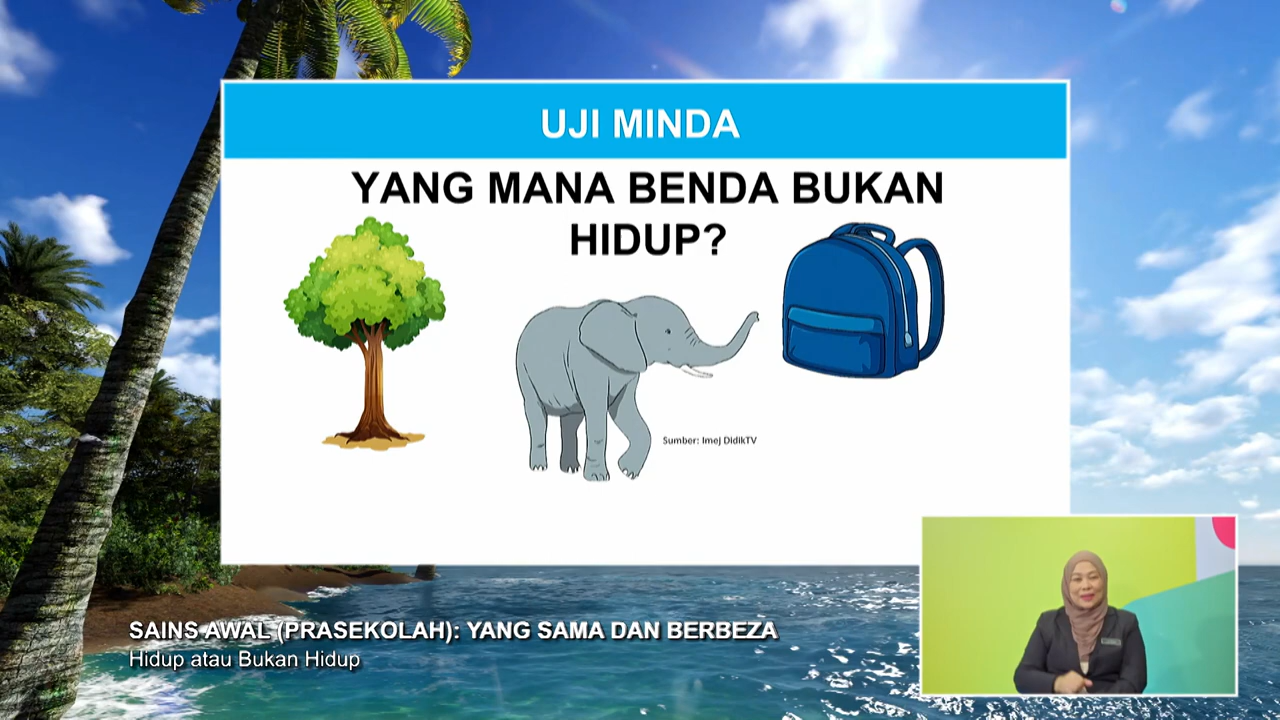 UJI MINDA
YANG MANA BENDA BUKAN
HIDUP?
Sumber: Imej DidikTV
SAINS AWAL (PRASEKOLAH): YANG SAMA DAN BERBEZA
Hidup atau Bukan Hidup